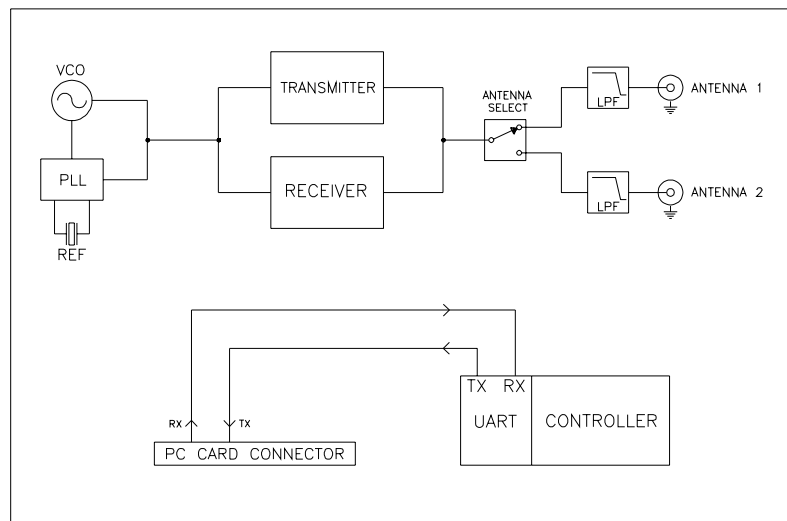 VCO
TRANSMITTER
ANTENNA
SELECT
LPF
ANTENNA 1
PLL
RECEIVER
LPF
ANTENNA 2
REF
TX RX
RX TX
UART
CONTROLLER
PC CARD CONNECTOR